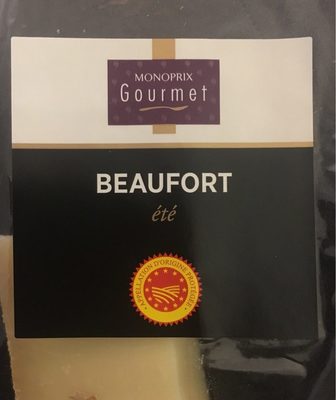 MONOPRIX
Gourmet
BEAUFORT
été
APPELLATION D'ORIGINE PROTÉGÉE